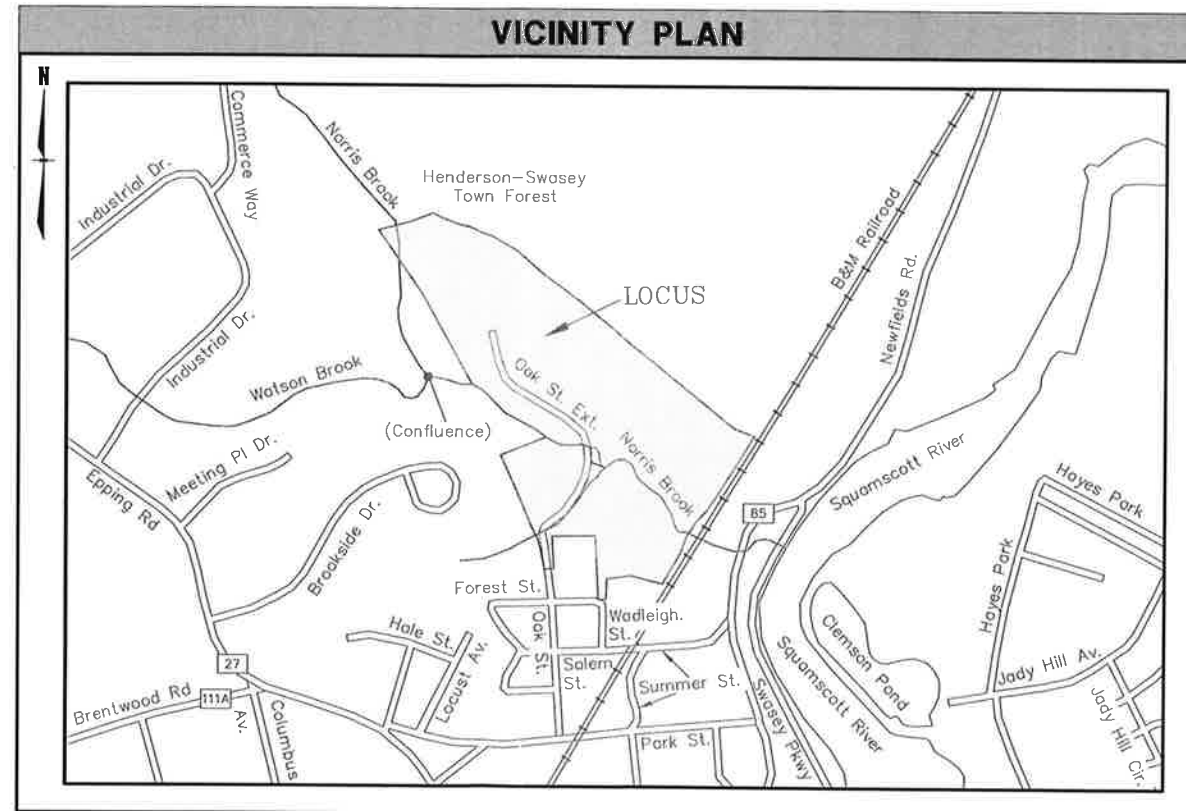 VICINITY PLAN
N
Commerce Way
Norris Brook
Henderson-Swasey
Town Forest
Industrial Dr.
B&M Railroad
LOCUS
Newfields Rd.
Industrial Dr.
Oak St. Ext.
Watson Brook
(Confluence)
Norris Brook
Squamscott River
Meeting Pl Dr.
Epping Rd
Hayes Park
85
Brookside Dr.
Hayes Park
Forest St.
Wadleigh.
St.
Clemson Pond
Hale St.
Oak St.
Locust Av.
Salem
St.
Summer St.
Squamscott River
Jady Hill Av.
27
Brentwood Rd
111A
Columbus
Av.
Park St.
Swasey Pkwy
Jady Hill Cir.